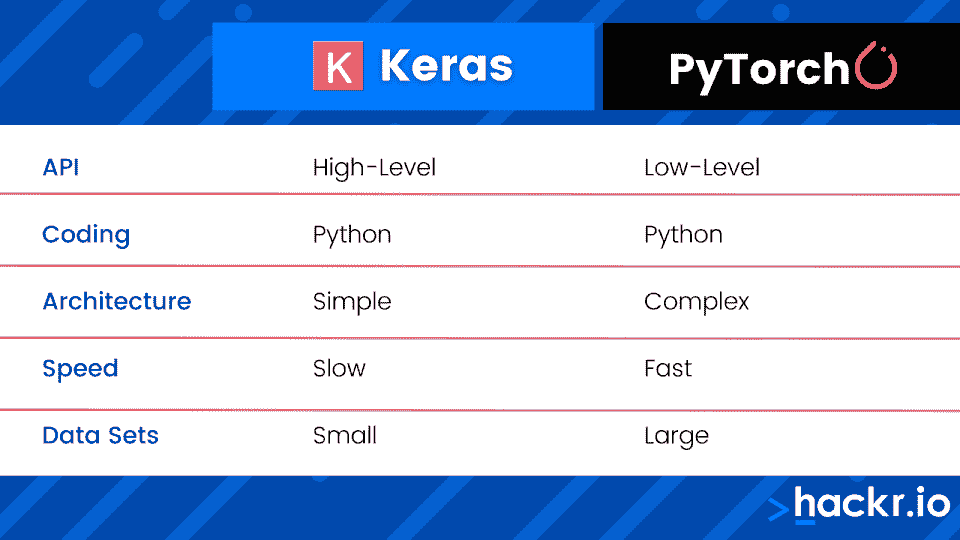 K Keras PyTorch
API High-Level Low-Level
Coding Python Python
Architecture Simple Complex
Speed Slow Fast
Data Sets Small Large
>hackr.io